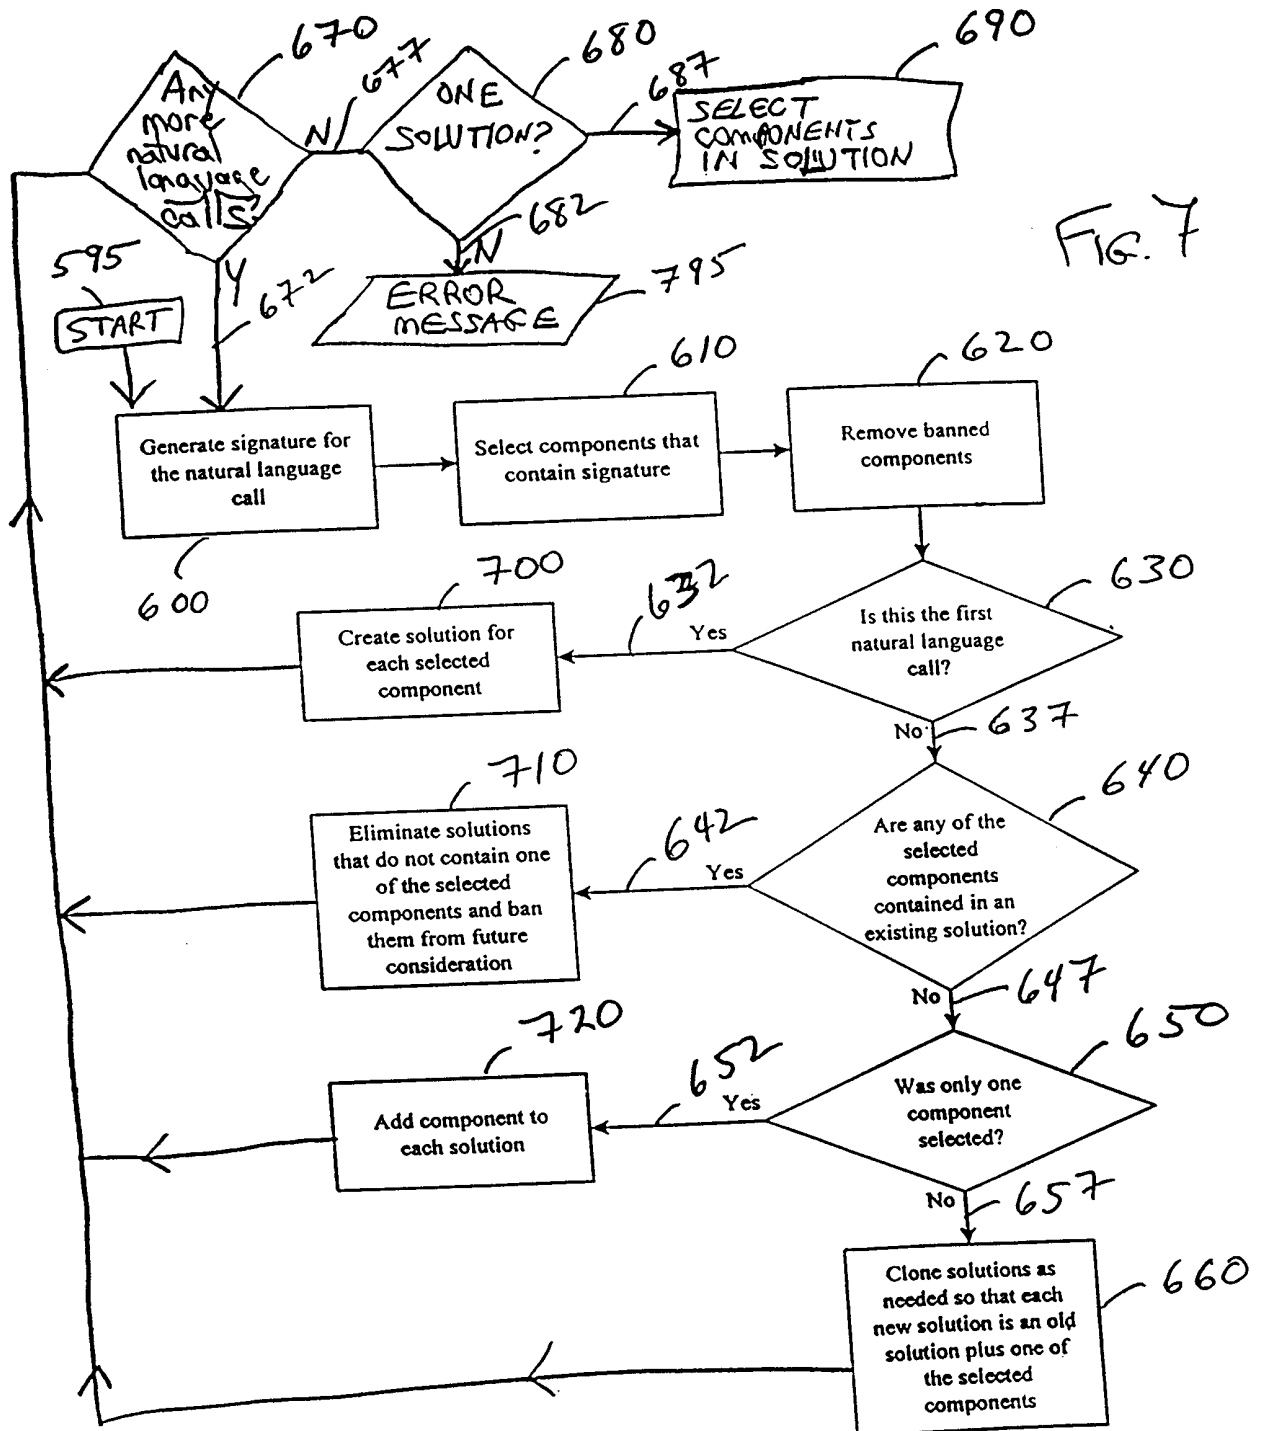 670
677
680
687
690
Any
more
natural
language
calls?
N
ONE
SOLUTION?
SELECT
COMPONENTS
IN SOLUTION
682
N
FIG. 7
595
START
Y
672
ERROR
MESSAGE
795
610
620
Generate signature for
the natural language
call
Select components that
contain signature
Remove banned
components
600
700
632
630
Create solution for
each selected
component
Yes
Is this the first
natural language
call?
No
637
710
642
640
Eliminate solutions
that do not contain one
of the selected
components and ban
them from future
consideration
Yes
Are any of the
selected
components
contained in an
existing solution?
No
647
720
652
650
Add component to
each solution
Yes
Was only one
component
selected?
No
657
Clone solutions as
needed so that each
new solution is an old
solution plus one of
the selected
components
660